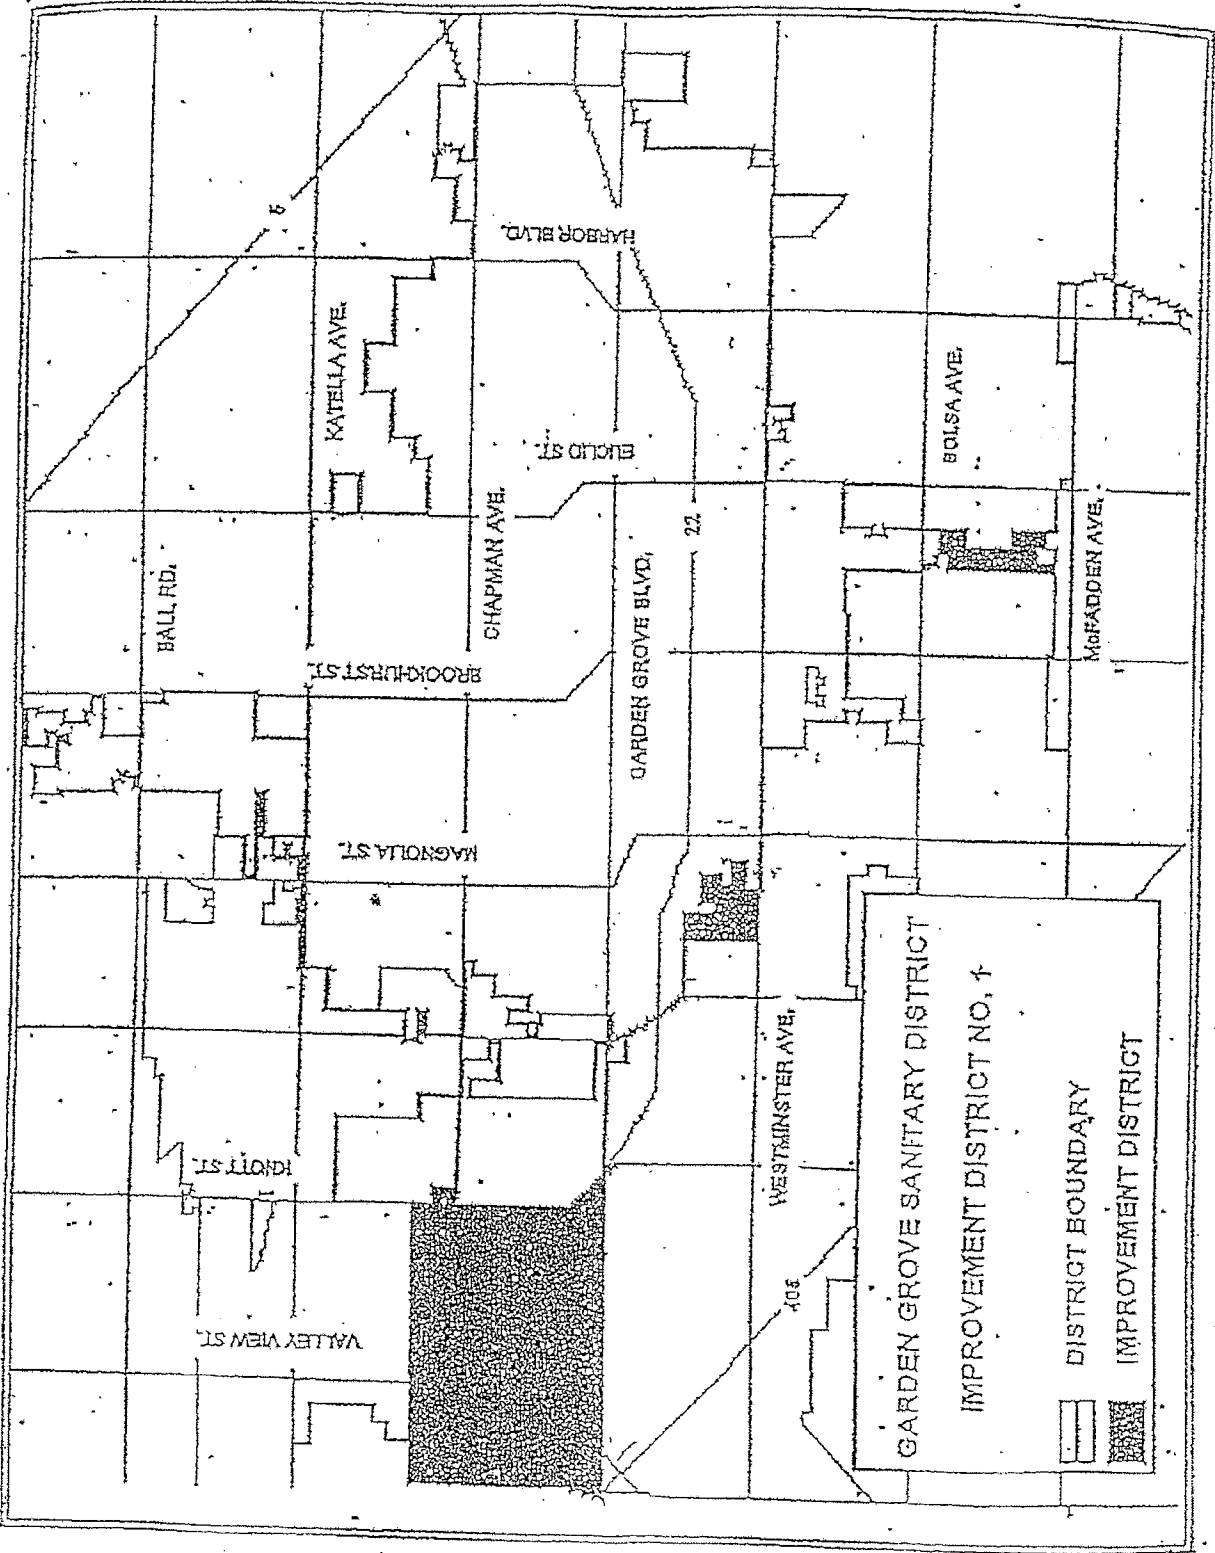 5
HARBOR BLVD.
KATELLA AVE.
EUCLID ST.
BOLSA AVE.
CHAPMAN AVE.
22
BALL RD.
GARDEN GROVE BLVD.
McFADDEN AVE.
BROOKHURST ST.
MAGNOLIA ST.
WESTMINSTER AVE.
KNOTT ST.
VALLEY VIEW ST.
405
GARDEN GROVE SANITARY DISTRICT
IMPROVEMENT DISTRICT NO. 1
DISTRICT BOUNDARY
IMPROVEMENT DISTRICT